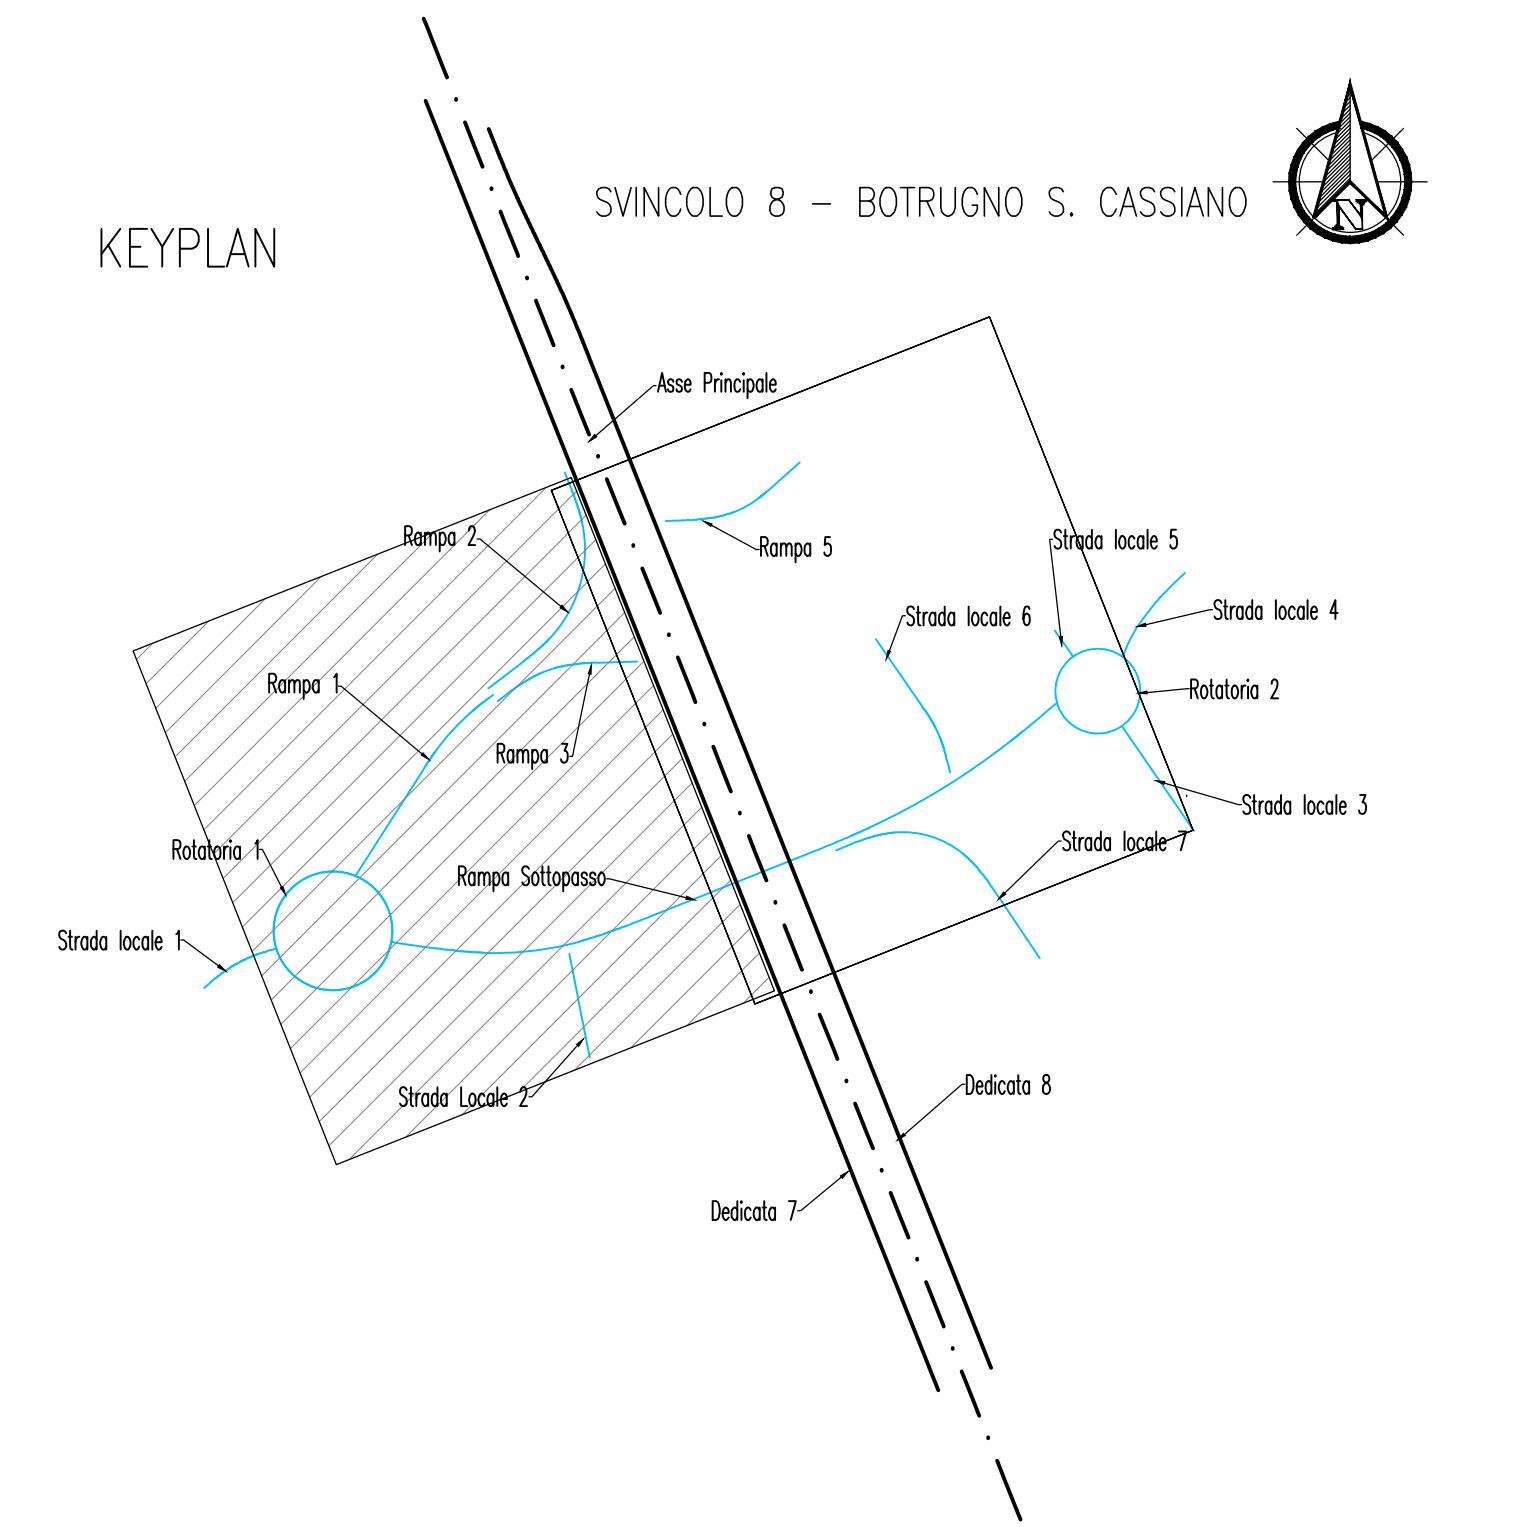 SVINCOLO 8 - BOTRUGNO S. CASSIANO
N
KEYPLAN
Asse Principale
Rampa 2
Rampa 5
Strada locale 5
Strada locale 6
Strada locale 4
Rampa 1
Rotatoria 2
Rampa 3
Strada locale 3
Rotatoria 1
Strada locale 7
Rampa Sottopasso
Strada locale 1
Strada Locale 2
Dedicata 8
Dedicata 7